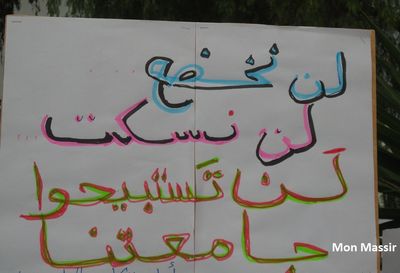 لن نخضع
لن نسكت
لن تستبيحوا
جامعتنا
Mon Massir